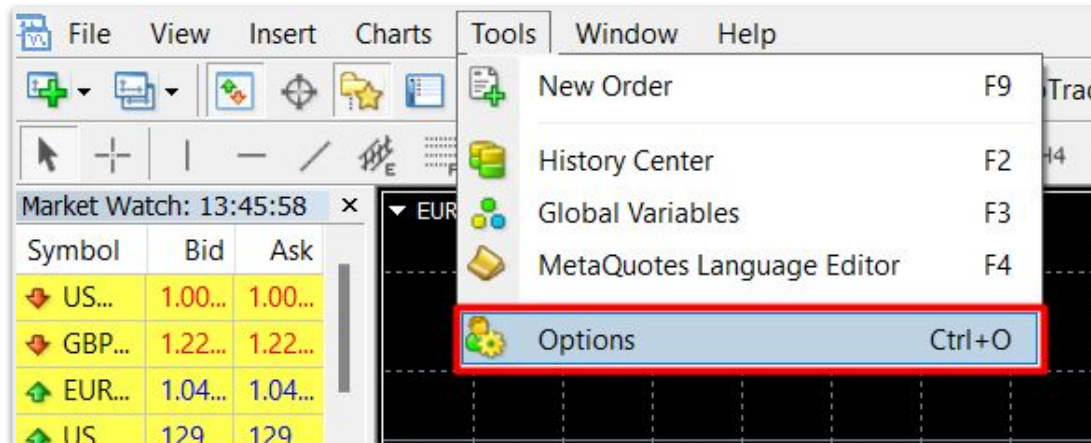 File View Insert Charts Tools Window Help
New Order F9
Trad
History Center F2
H4
Market Watch: 13:45:58 ×
EUR
Global Variables F3
Symbol Bid Ask
MetaQuotes Language Editor F4
US... 1.00... 1.00...
GBP... 1.22... 1.22...
Options Ctrl+O
EUR... 1.04... 1.04...
US 129 129